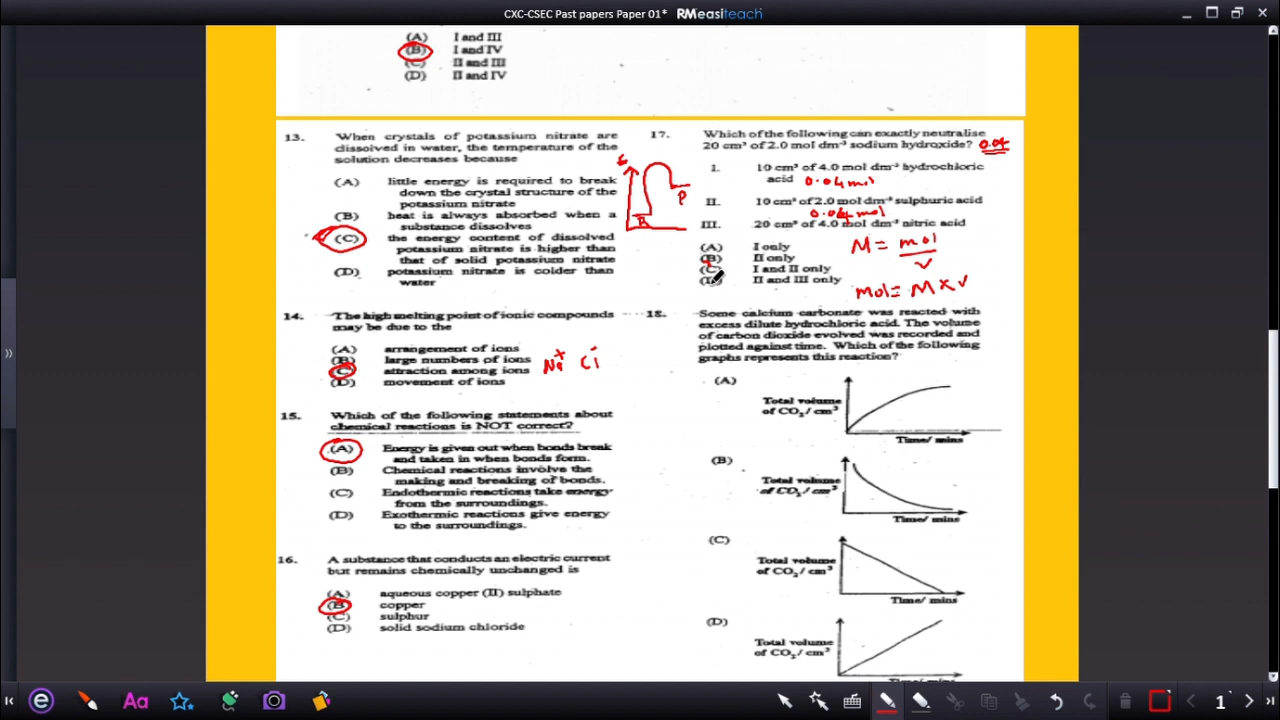 CXC-CSEC Past papers Paper 01*
RMeasiteach
(A) I and III
(B) I and IV
(C) II and III
(D) II and IV
13. When crystals of potassium nitrate are
dissolved in water, the temperature of the
solution decreases because
(A) little energy is required to break
down the crystal structure of the
potassium nitrate
(B) heat is always absorbed when a
substance dissolves
(C) the energy content of dissolved
potassium nitrate is higher than
that of solid potassium nitrate
(D) potassium nitrate is colder than
water
R
P
14. The high melting point of ionic compounds
may be due to the
(A) arrangement of ions
(B) large numbers of ions
(C) attraction among ions
(D) movement of ions
Na+ Cl-
15. Which of the following statements about
chemical reactions is NOT correct?
(A) Energy is given out when bonds break
and taken in when bonds form.
(B) Chemical reactions involve the
making and breaking of bonds.
(C) Endothermic reactions take energy
from the surroundings.
(D) Exothermic reactions give energy
to the surroundings.
16. A substance that conducts an electric current
but remains chemically unchanged is
(A) aqueous copper (II) sulphate
(B) copper
(C) sulphur
(D) solid sodium chloride
17. Which of the following can exactly neutralise
20 cm³ of 2.0 mol dm⁻³ sodium hydroxide? 0.04
I. 10 cm³ of 4.0 mol dm⁻³ hydrochloric
acid 0.04mol
II. 10 cm³ of 2.0 mol dm⁻³ sulphuric acid
0.04 mol
III. 20 cm³ of 4.0 mol dm⁻³ nitric acid
(A) I only
(B) II only
(C) I and II only
II and III only
M = mol
V
mol = M x V
18. Some calcium carbonate was reacted with
excess dilute hydrochloric acid. The volume
of carbon dioxide evolved was recorded and
plotted against time. Which of the following
graphs represents this reaction?
(A)
Total volume
of CO₂/ cm³
Time/ mins
(B)
Total volume
of CO₂/ cm³
Time/ mins
(C)
Total volume
of CO₂/ cm³
Time/ mins
(D)
Total volume
of CO₂/ cm³
Time/ mins
Aa
1